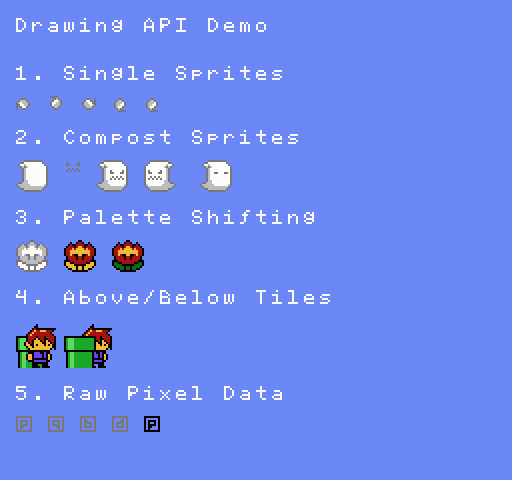 Drawing API Demo
1. Single Sprites
2. Compost Sprites
3. Palette Shifting
4. Above/Below Tiles
5. Raw Pixel Data
p q b d p